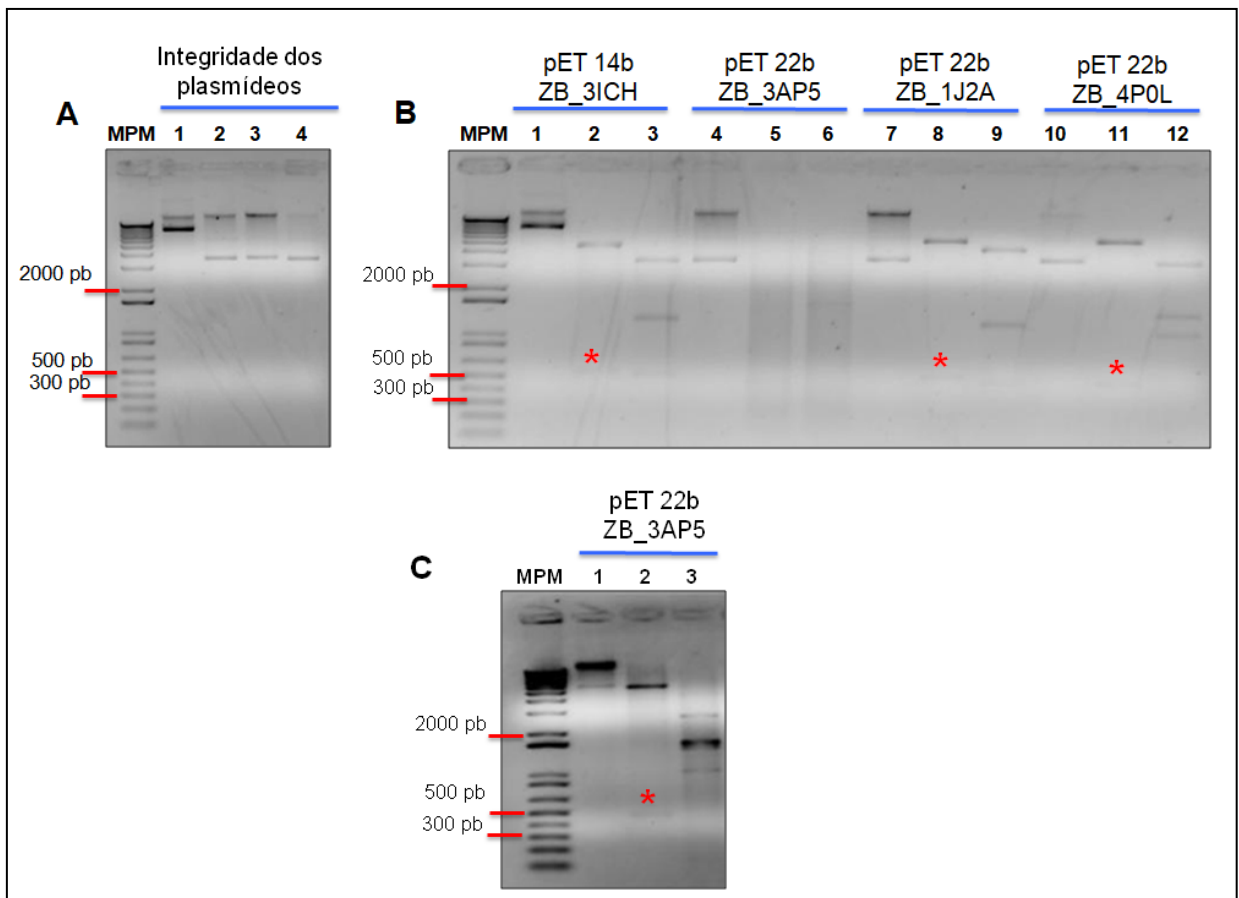 Integridade dos
plasmídeos
A
MPM 1 2 3 4
2000 pb
500 pb
300 pb
B
pET 14b
ZB_3ICH
pET 22b
ZB_3AP5
pET 22b
ZB_1J2A
pET 22b
ZB_4P0L
MPM 1 2 3 4 5 6 7 8 9 10 11 12
2000 pb
500 pb
300 pb
* * *
pET 22b
ZB_3AP5
C
MPM 1 2 3
2000 pb
500 pb
300 pb
*